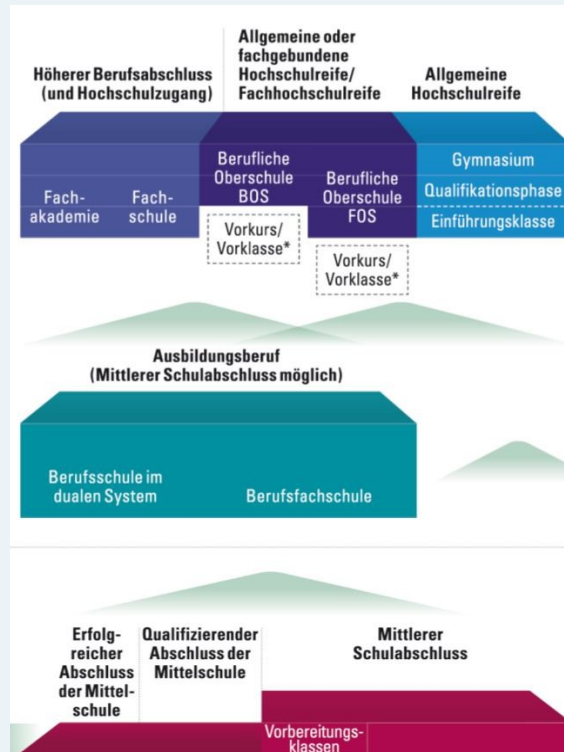 Höherer Berufsabschluss
(und Hochschulzugang)
Allgemeine oder
fachgebundene
Hochschulreife/
Fachhochschulreife
Allgemeine
Hochschulreife
Fach-
akademie
Fach-
schule
Berufliche
Oberschule
BOS
Vorkurs/
Vorklasse*
Berufliche
Oberschule
FOS
Vorkurs/
Vorklasse*
Gymnasium
Qualifikationsphase
Einführungsklasse
Ausbildungsberuf
(Mittlerer Schulabschluss möglich)
Berufsschule im
dualen System
Berufsfachschule
Erfolg-
reicher
Abschluss
der Mittel-
schule
Qualifizierender
Abschluss der
Mittelschule
Mittlerer
Schulabschluss
Vorbereitungs-
klassen